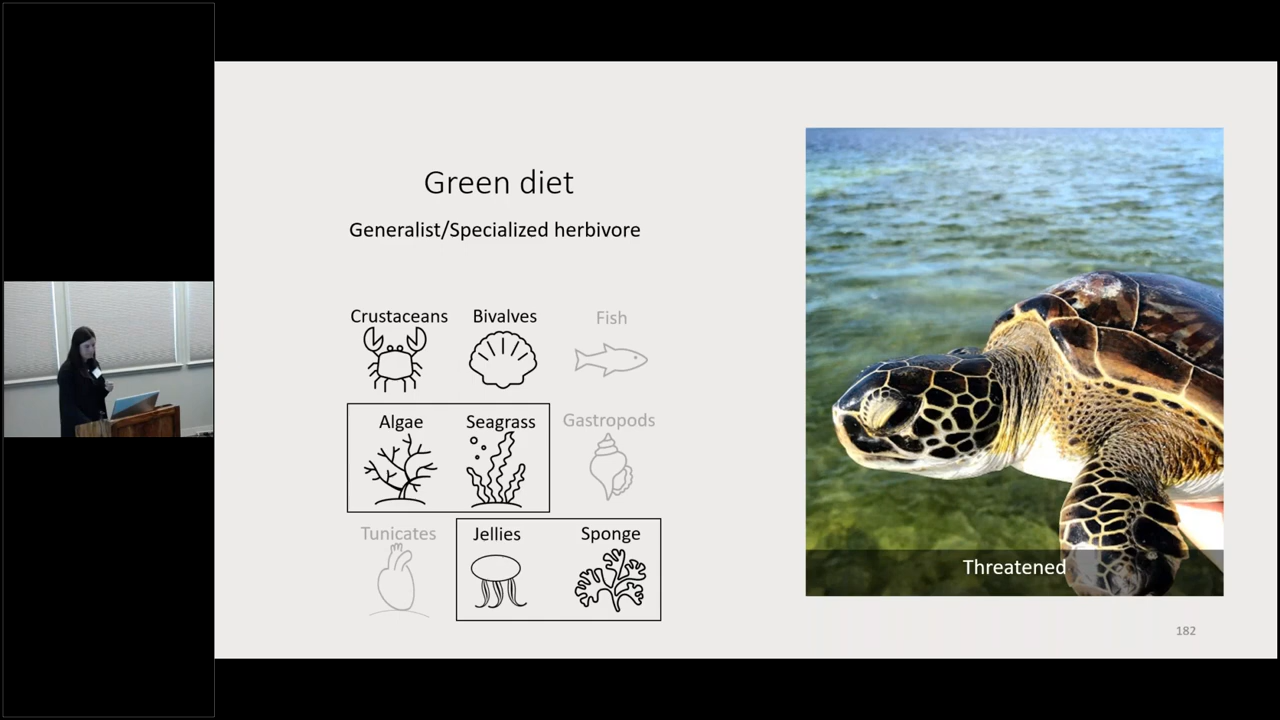 Green diet
Generalist/Specialized herbivore
Crustaceans Bivalves Fish
Algae Seagrass Gastropods
Tunicates Jellies Sponge
Threatened
182